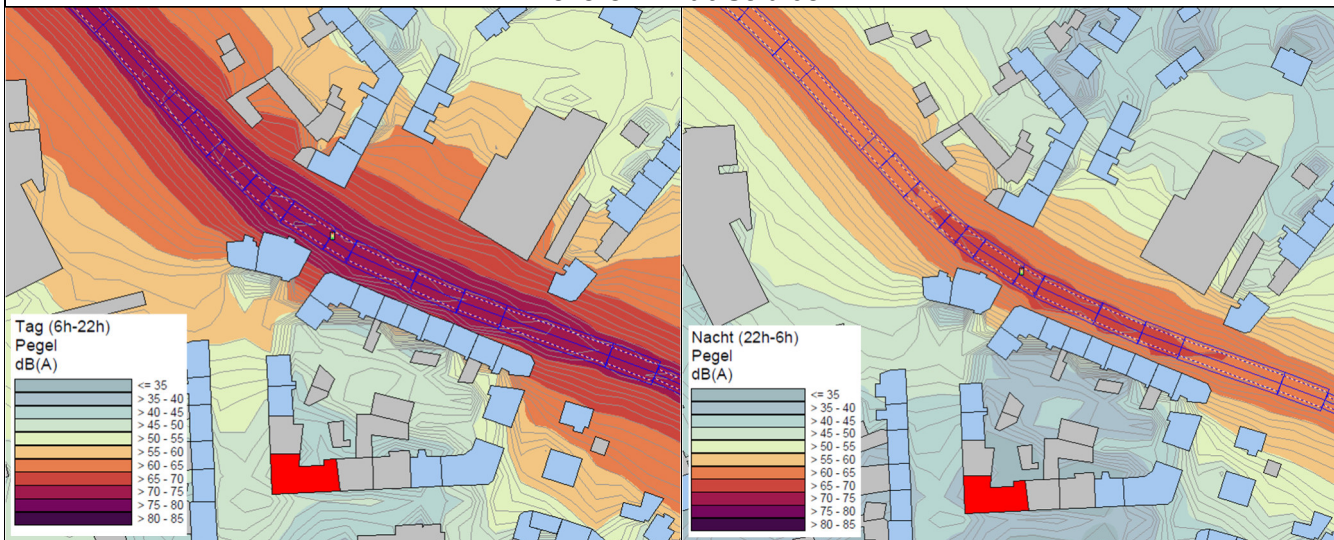 Tag (6h-22h)
Pegel
dB(A)
<= 35
> 35 - 40
> 40 - 45
> 45 - 50
> 50 - 55
> 55 - 60
> 60 - 65
> 65 - 70
> 70 - 75
> 75 - 80
> 80 - 85
Nacht (22h-6h)
Pegel
dB(A)
<= 35
> 35 - 40
> 40 - 45
> 45 - 50
> 50 - 55
> 55 - 60
> 60 - 65
> 65 - 70
> 70 - 75
> 75 - 80
> 80 - 85